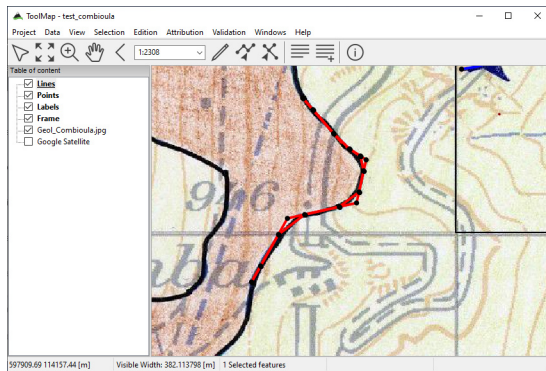 ToolMap - test_combioula
Project Data View Selection Edition Attribution Validation Windows Help
1:2308
Table of content
Lines
Points
Labels
Frame
Geol_Combioula.jpg
Google Satellite
946
mba
597909.69 114157.44 [m] Visible Width: 382.113798 [m] 1 Selected features